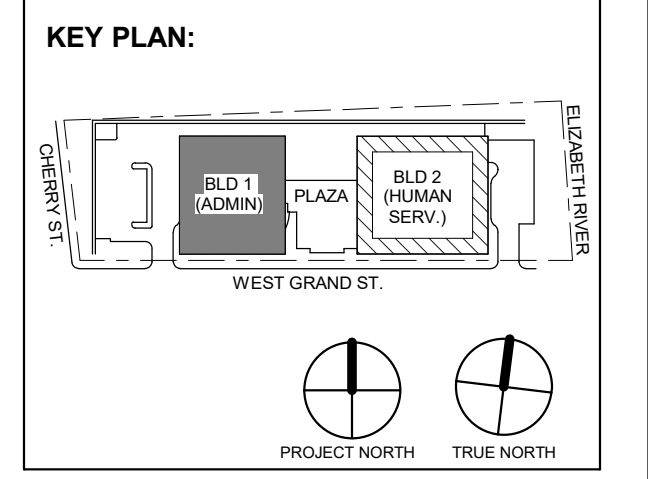 KEY PLAN:
CHERRY ST.
BLD 1
(ADMIN)
PLAZA
BLD 2
(HUMAN
SERV.)
ELIZABETH RIVER
WEST GRAND ST.
PROJECT NORTH
TRUE NORTH